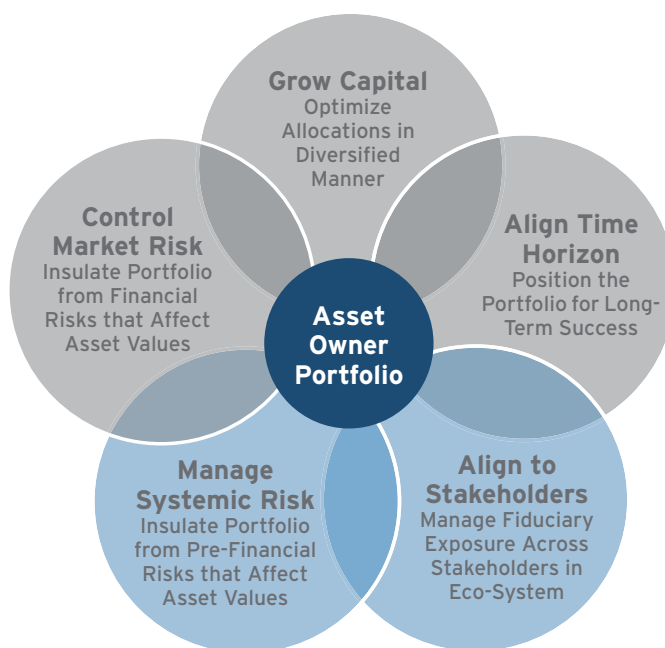 Grow Capital
Optimize
Allocations in
Diversified
Manner
Control
Market Risk
Insulate Portfolio
from Financial
Risks that Affect
Asset Values
Align Time
Horizon
Position the
Portfolio for Long-
Term Success
Asset
Owner
Portfolio
Manage
Systemic Risk
Insulate Portfolio
from Pre-Financial
Risks that Affect
Asset Values
Align to
Stakeholders
Manage Fiduciary
Exposure Across
Stakeholders in
Eco-System